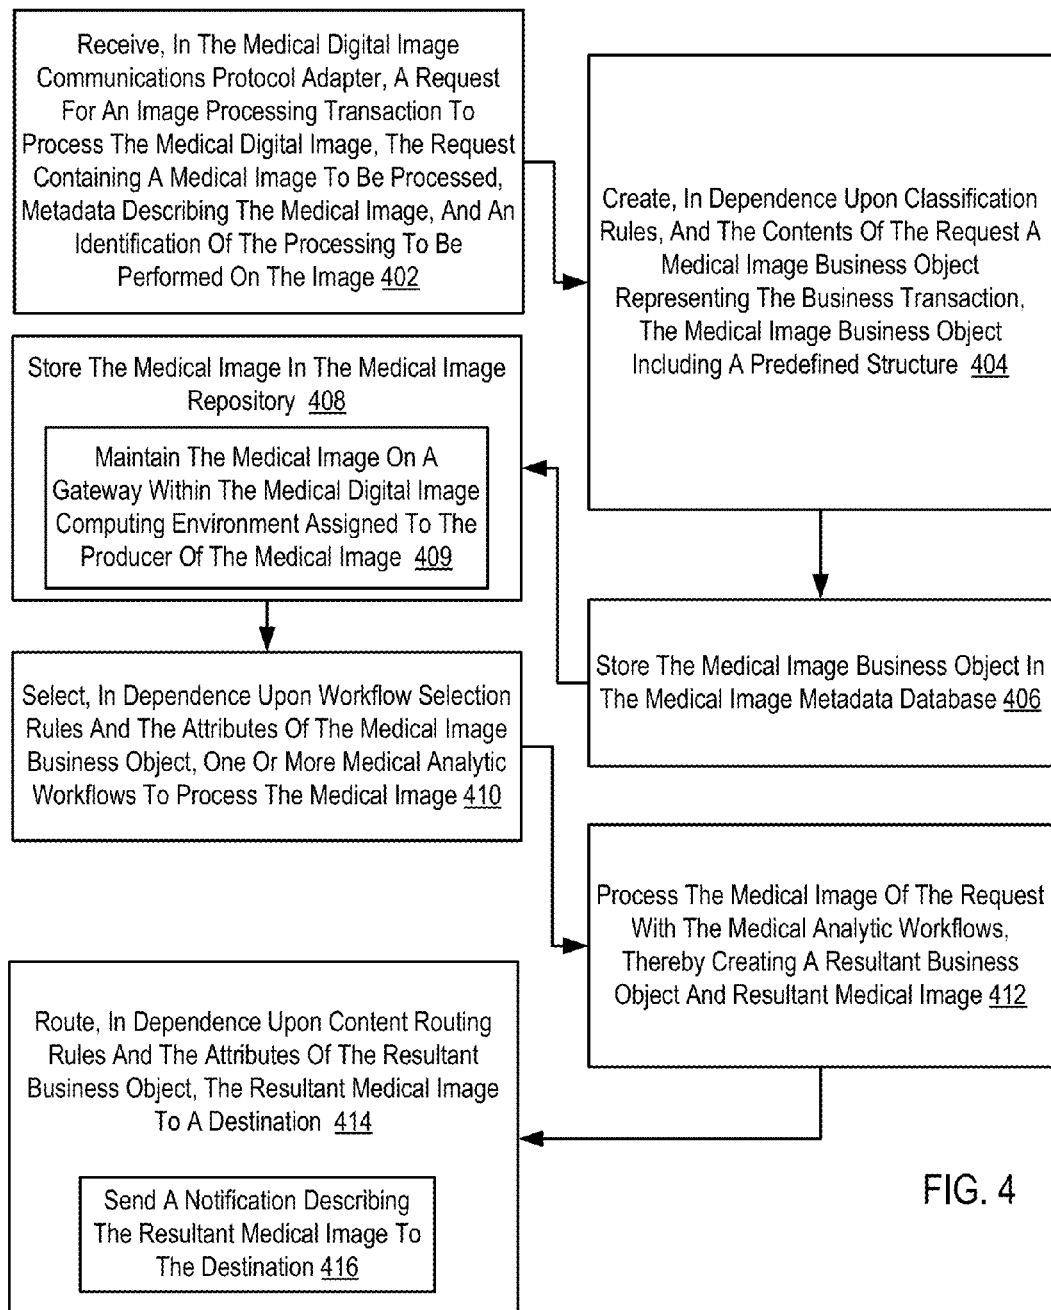 Receive, In The Medical Digital Image
Communications Protocol Adapter, A Request
For An Image Processing Transaction To
Process The Medical Digital Image, The Request
Containing A Medical Image To Be Processed,
Metadata Describing The Medical Image, And An
Identification Of The Processing To Be
Performed On The Image 402
Create, In Dependence Upon Classification
Rules, And The Contents Of The Request A
Medical Image Business Object
Representing The Business Transaction,
The Medical Image Business Object
Including A Predefined Structure 404
Store The Medical Image Business Object In
The Medical Image Metadata Database 406
Store The Medical Image In The Medical Image
Repository 408
Maintain The Medical Image On A
Gateway Within The Medical Digital Image
Computing Environment Assigned To The
Producer Of The Medical Image 409
Select, In Dependence Upon Workflow Selection
Rules And The Attributes Of The Medical Image
Business Object, One Or More Medical Analytic
Workflows To Process The Medical Image 410
Process The Medical Image Of The Request
With The Medical Analytic Workflows,
Thereby Creating A Resultant Business
Object And Resultant Medical Image 412
Route, In Dependence Upon Content Routing
Rules And The Attributes Of The Resultant
Business Object, The Resultant Medical Image
To A Destination 414
Send A Notification Describing
The Resultant Medical Image To
The Destination 416
FIG. 4